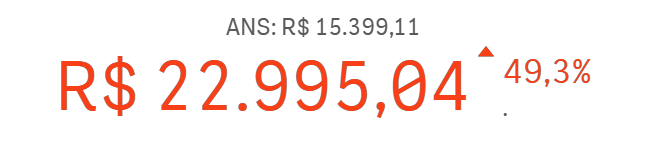 ANS: R$ 15.399,11
R$ 22.995,04 ▲ 49,3%
.